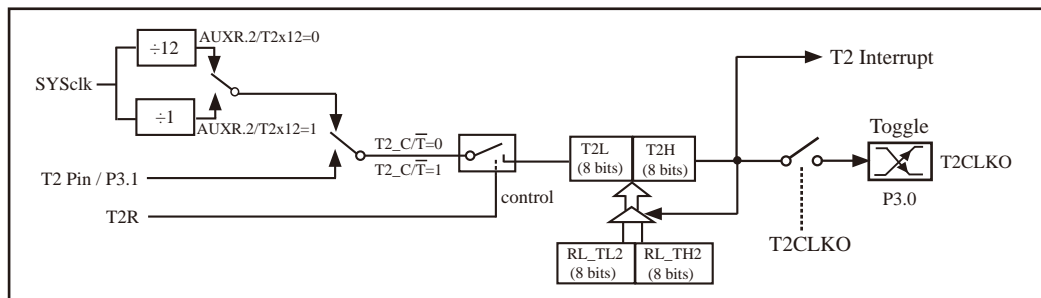 ÷12
AUXR.2/T2x12=0
SYSclk
÷1
AUXR.2/T2x12=1
T2_C/T̅=0
T2_C/T̅=1
T2 Pin / P3.1
T2R
control
T2L
(8 bits)
T2H
(8 bits)
RL_TL2
(8 bits)
RL_TH2
(8 bits)
T2 Interrupt
Toggle
T2CLKO
P3.0
T2CLKO